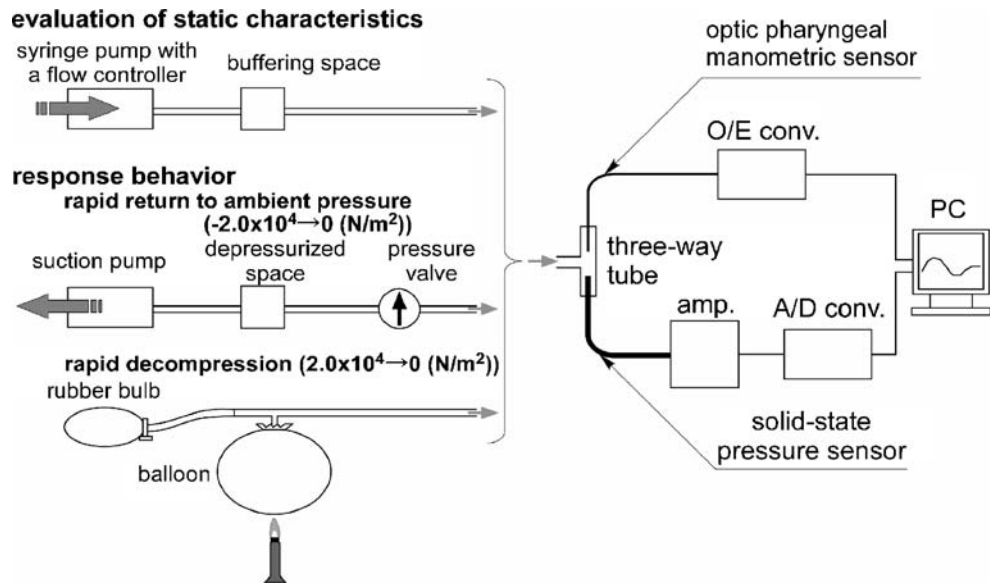 evaluation of static characteristics
syringe pump with
a flow controller
buffering space
response behavior
rapid return to ambient pressure
(-2.0x10⁴→0 (N/m²))
suction pump
depressurized
space
pressure
valve
rapid decompression (2.0x10⁴→0 (N/m²))
rubber bulb
balloon
optic pharyngeal
manometric sensor
O/E conv.
PC
three-way
tube
amp.
A/D conv.
solid-state
pressure sensor